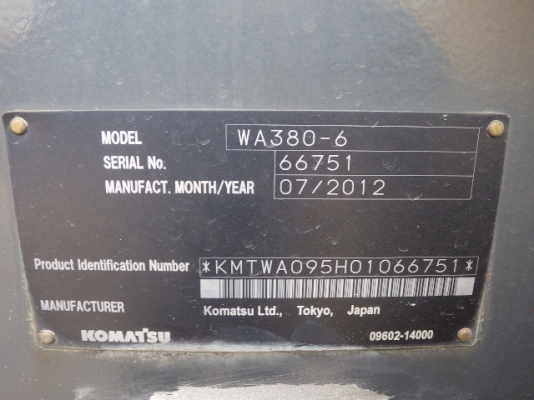 MODEL WA380-6
SERIAL No. 66751
MANUFACT. MONTH/YEAR 07/2012
Product Identification Number *KMTWA095H01066751*
MANUFACTURER Komatsu Ltd., Tokyo, Japan
KOMATSU 09602-14000